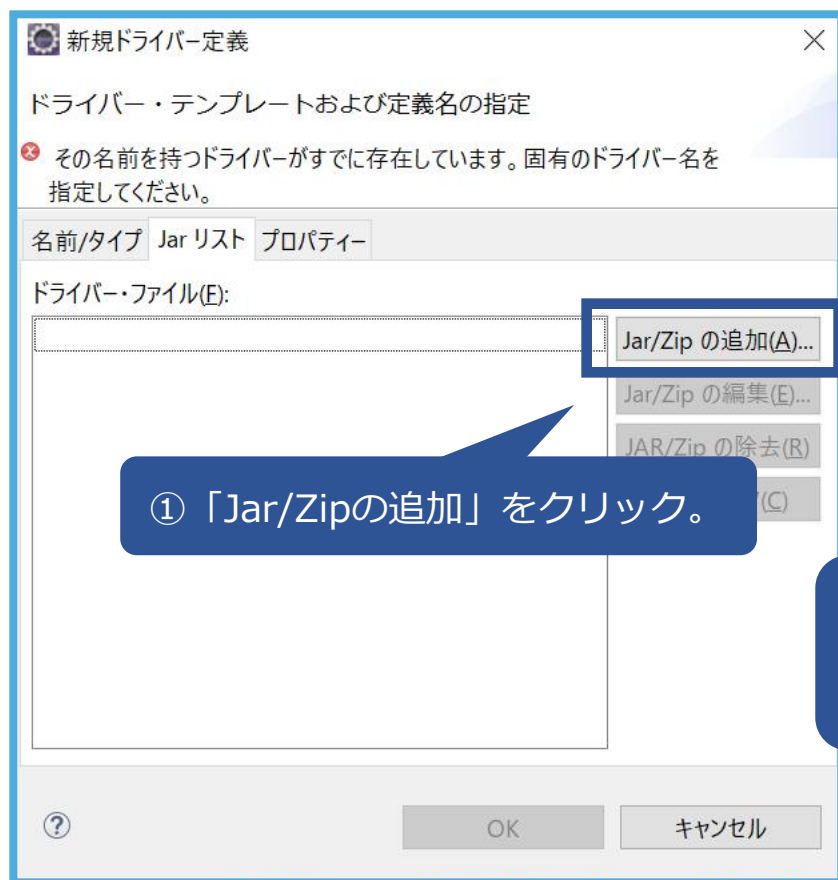 新規ドライバー定義
ドライバー・テンプレートおよび定義名の指定
その名前を持つドライバーがすでに存在しています。固有のドライバー名を
指定してください。
名前/タイプ Jar リスト プロパティー
ドライバー・ファイル(F):
Jar/Zip の追加(A)...
Jar/Zip の編集(E)...
JAR/Zip の除去(R)
(C)
①「Jar/Zipの追加」をクリック。
OK キャンセル